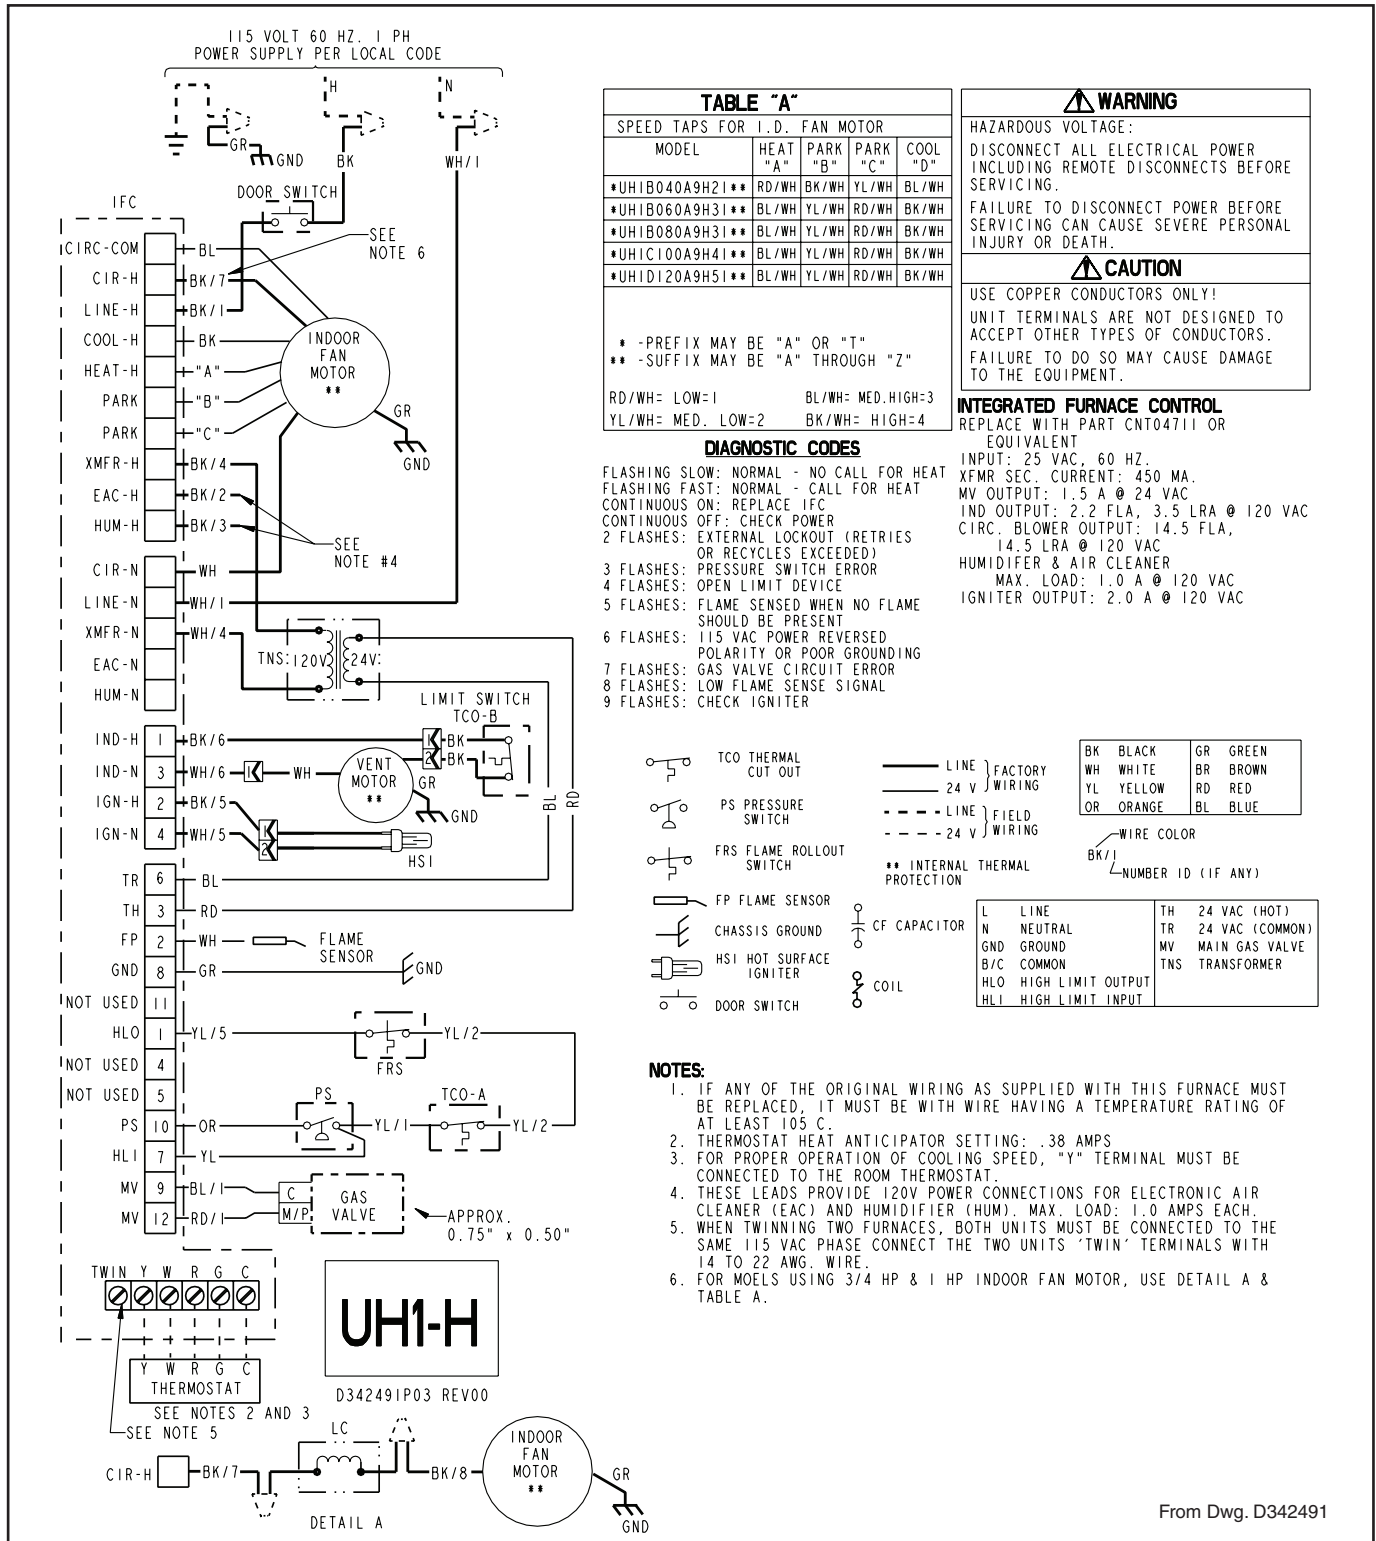 115 VOLT 60 HZ. 1 PH
POWER SUPPLY PER LOCAL CODE
H
N
GR
GND
BK
WH/1
DOOR SWITCH
IFC
SEE
NOTE 6
CIRC-COM
BL
CIR-H
BK/7
LINE-H
BK/1
COOL-H
BK
HEAT-H
"A"
PARK
"B"
PARK
"C"
XMFR-H
BK/4
EAC-H
BK/2
HUM-H
BK/3
INDOOR
FAN
MOTOR
**
GR
GND
SEE
NOTE #4
CIR-N
WH
LINE-N
WH/1
XMFR-N
WH/4
EAC-N
HUM-N
TNS
120V
24V
LIMIT SWITCH
TCO-B
IND-H 1 BK/6
1 BK
2 BK
IND-N 3 WH/6 1 WH
VENT
MOTOR
**
GR
GND
IGN-H 2 BK/5
1
2
IGN-N 4 WH/5
HSI
BL
RD
TR 6 BL
TH 3 RD
FP 2 WH
FLAME
SENSOR
GND 8 GR
GND
NOT USED 11
HLO 1 YL/5
YL/2
FRS
NOT USED 4
NOT USED 5
PS
TCO-A
PS 10 OR
YL/1
YL/2
HLI 7 YL
MV 9 BL/1
C
MV 12 RD/1
M/P
GAS
VALVE
APPROX.
0.75" x 0.50"
TWIN Y W R G C
Y W R G C
THERMOSTAT
SEE NOTES 2 AND 3
SEE NOTE 5
UH1-H
D342491P03 REV00
CIR-H
BK/7
LC
BK/8
INDOOR
FAN
MOTOR
**
GR
GND
DETAIL A
TABLE "A"
SPEED TAPS FOR I.D. FAN MOTOR
MODEL HEAT "A" PARK "B" PARK "C" COOL "D"
*UH1B040A9H21** RD/WH BK/WH YL/WH BL/WH
*UH1B060A9H31** BL/WH YL/WH RD/WH BK/WH
*UH1B080A9H31** BL/WH YL/WH RD/WH BK/WH
*UH1C100A9H41** BL/WH YL/WH RD/WH BK/WH
*UH1D120A9H51** BL/WH YL/WH RD/WH BK/WH
* -PREFIX MAY BE "A" OR "T"
** -SUFFIX MAY BE "A" THROUGH "Z"
RD/WH= LOW=1 BL/WH= MED.HIGH=3
YL/WH= MED. LOW=2 BK/WH= HIGH=4
DIAGNOSTIC CODES
FLASHING SLOW: NORMAL - NO CALL FOR HEAT
FLASHING FAST: NORMAL - CALL FOR HEAT
CONTINUOUS ON: REPLACE IFC
CONTINUOUS OFF: CHECK POWER
2 FLASHES: EXTERNAL LOCKOUT (RETRIES
OR RECYCLES EXCEEDED)
3 FLASHES: PRESSURE SWITCH ERROR
4 FLASHES: OPEN LIMIT DEVICE
5 FLASHES: FLAME SENSED WHEN NO FLAME
SHOULD BE PRESENT
6 FLASHES: 115 VAC POWER REVERSED
POLARITY OR POOR GROUNDING
7 FLASHES: GAS VALVE CIRCUIT ERROR
8 FLASHES: LOW FLAME SENSE SIGNAL
9 FLASHES: CHECK IGNITER
WARNING
HAZARDOUS VOLTAGE:
DISCONNECT ALL ELECTRICAL POWER
INCLUDING REMOTE DISCONNECTS BEFORE
SERVICING.
FAILURE TO DISCONNECT POWER BEFORE
SERVICING CAN CAUSE SEVERE PERSONAL
INJURY OR DEATH.
CAUTION
USE COPPER CONDUCTORS ONLY!
UNIT TERMINALS ARE NOT DESIGNED TO
ACCEPT OTHER TYPES OF CONDUCTORS.
FAILURE TO DO SO MAY CAUSE DAMAGE
TO THE EQUIPMENT.
INTEGRATED FURNACE CONTROL
REPLACE WITH PART CNT04711 OR
EQUIVALENT
INPUT: 25 VAC, 60 HZ.
XFMR SEC. CURRENT: 450 MA.
MV OUTPUT: 1.5 A @ 24 VAC
IND OUTPUT: 2.2 FLA, 3.5 LRA @ 120 VAC
CIRC. BLOWER OUTPUT: 14.5 FLA,
14.5 LRA @ 120 VAC
HUMIDIFER & AIR CLEANER
MAX. LOAD: 1.0 A @ 120 VAC
IGNITER OUTPUT: 2.0 A @ 120 VAC
TCO THERMAL
CUT OUT
PS PRESSURE
SWITCH
FRS FLAME ROLLOUT
SWITCH
FP FLAME SENSOR
CHASSIS GROUND
HSI HOT SURFACE
IGNITER
DOOR SWITCH
CF CAPACITOR
COIL
LINE
24 V
FACTORY
WIRING
LINE
24 V
FIELD
WIRING
** INTERNAL THERMAL
PROTECTION
BK BLACK GR GREEN
WH WHITE BR BROWN
YL YELLOW RD RED
OR ORANGE BL BLUE
WIRE COLOR
BK/1
NUMBER ID (IF ANY)
L LINE TH 24 VAC (HOT)
N NEUTRAL TR 24 VAC (COMMON)
GND GROUND MV MAIN GAS VALVE
B/C COMMON TNS TRANSFORMER
HLO HIGH LIMIT OUTPUT
HLI HIGH LIMIT INPUT
NOTES:
1. IF ANY OF THE ORIGINAL WIRING AS SUPPLIED WITH THIS FURNACE MUST
BE REPLACED, IT MUST BE WITH WIRE HAVING A TEMPERATURE RATING OF
AT LEAST 105 C.
2. THERMOSTAT HEAT ANTICIPATOR SETTING: .38 AMPS
3. FOR PROPER OPERATION OF COOLING SPEED, "Y" TERMINAL MUST BE
CONNECTED TO THE ROOM THERMOSTAT.
4. THESE LEADS PROVIDE 120V POWER CONNECTIONS FOR ELECTRONIC AIR
CLEANER (EAC) AND HUMIDIFIER (HUM). MAX. LOAD: 1.0 AMPS EACH.
5. WHEN TWINNING TWO FURNACES, BOTH UNITS MUST BE CONNECTED TO THE
SAME 115 VAC PHASE CONNECT THE TWO UNITS 'TWIN' TERMINALS WITH
14 TO 22 AWG. WIRE.
6. FOR MOELS USING 3/4 HP & 1 HP INDOOR FAN MOTOR, USE DETAIL A &
TABLE A.
From Dwg. D342491